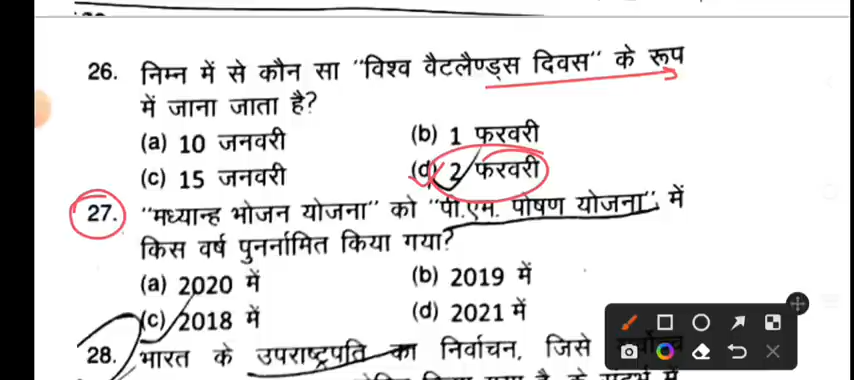 26. निम्न में से कौन सा "विश्व वैटलैण्ड्स दिवस" के रूप
में जाना जाता है?
(a) 10 जनवरी (b) 1 फरवरी
(c) 15 जनवरी (d) 2 फरवरी
27. "मध्यान्ह भोजन योजना" को "पी.एम. पोषण योजना" में
किस वर्ष पुनर्नामित किया गया?
(a) 2020 में (b) 2019 में
(c) 2018 में (d) 2021 में
28. भारत के उपराष्ट्रपति का निर्वाचन, जिसे